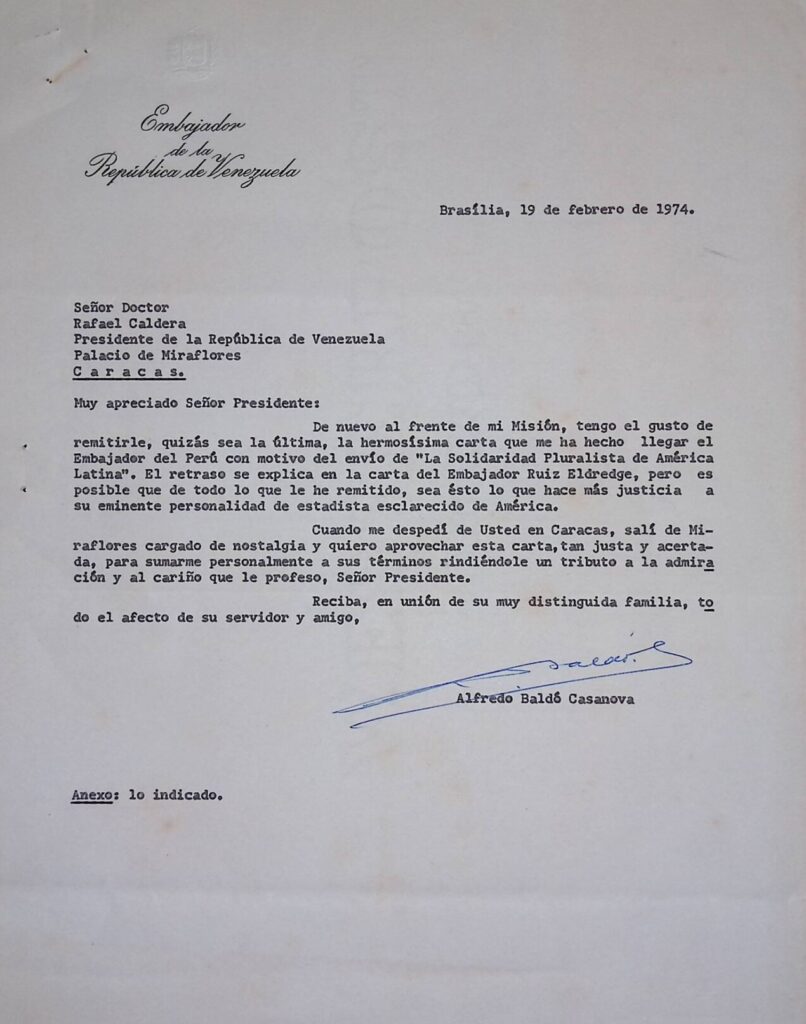 Embajador
de la
República de Venezuela
Brasília, 19 de febrero de 1974.
Señor Doctor
Rafael Caldera
Presidente de la República de Venezuela
Palacio de Miraflores
C a r a c a s.
Muy apreciado Señor Presidente:
De nuevo al frente de mi Misión, tengo el gusto de
remitirle, quizás sea la última, la hermosísima carta que me ha hecho llegar el
Embajador del Perú con motivo del envío de "La Solidaridad Pluralista de América
Latina". El retraso se explica en la carta del Embajador Ruiz Eldredge, pero es
posible que de todo lo que le he remitido, sea ésto lo que hace más justicia a
su eminente personalidad de estadista esclarecido de América.
Cuando me despedí de Usted en Caracas, salí de Mi-
raflores cargado de nostalgia y quiero aprovechar esta carta,tan justa y acerta-
da, para sumarme personalmente a sus términos rindiéndole un tributo a la admira
ción y al cariño que le profeso, Señor Presidente.
Reciba, en unión de su muy distinguida familia, to
do el afecto de su servidor y amigo,
Alfredo Baldó Casanova
Anexo: lo indicado.